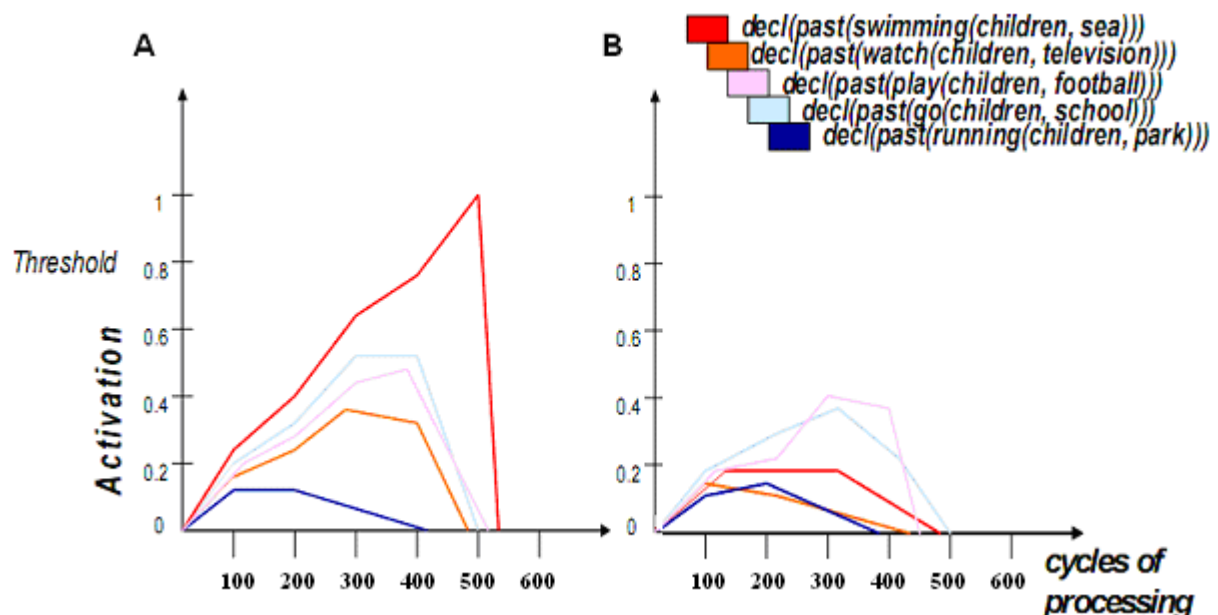 A
B
decl(past(swimming(children, sea)))
decl(past(watch(children, television)))
decl(past(play(children, football)))
decl(past(go(children, school)))
decl(past(running(children, park)))
Threshold
Activation
1
0.8
0.6
0.4
0.2
0
100 200 300 400 500 600
1
0.8
0.6
0.4
0.2
0
100 200 300 400 500 600
cycles of
processing